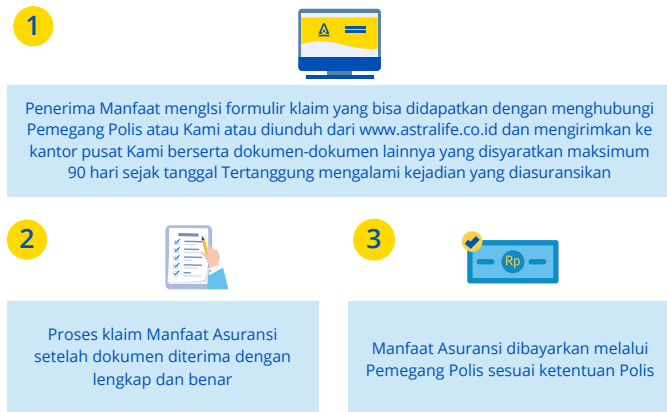 1
Penerima Manfaat mengIsi formulir klaim yang bisa didapatkan dengan menghubungi
Pemegang Polis atau Kami atau diunduh dari www.astralife.co.id dan mengirimkan ke
kantor pusat Kami berserta dokumen-dokumen lainnya yang disyaratkan maksimum
90 hari sejak tanggal Tertanggung mengalami kejadian yang diasuransikan
2
Proses klaim Manfaat Asuransi
setelah dokumen diterima dengan
lengkap dan benar
3
Rp
Manfaat Asuransi dibayarkan melalui
Pemegang Polis sesuai ketentuan Polis